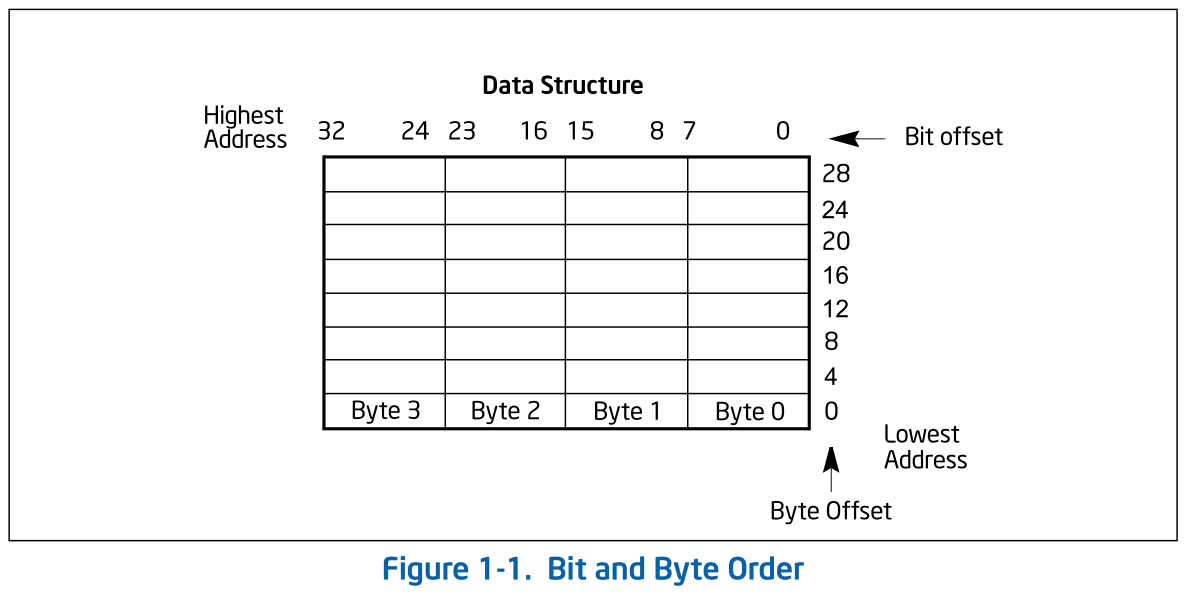 Data Structure
Highest
Address
32 24 23 16 15 8 7 0
Bit offset
28
24
20
16
12
8
4
Byte 3 Byte 2 Byte 1 Byte 0 0
Lowest
Address
Byte Offset
Figure 1-1. Bit and Byte Order